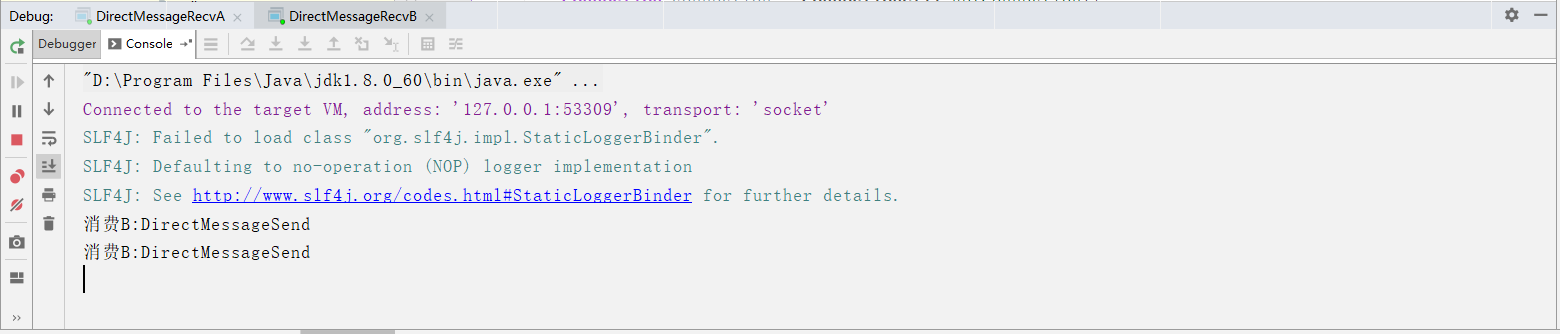 Debug: DirectMessageRecvA × DirectMessageRecvB ×
Debugger Console
"D:\Program Files\Java\jdk1.8.0_60\bin\java.exe" ...
Connected to the target VM, address: '127.0.0.1:53309', transport: 'socket'
SLF4J: Failed to load class "org.slf4j.impl.StaticLoggerBinder".
SLF4J: Defaulting to no-operation (NOP) logger implementation
SLF4J: See http://www.slf4j.org/codes.html#StaticLoggerBinder for further details.
消费B:DirectMessageSend
消费B:DirectMessageSend